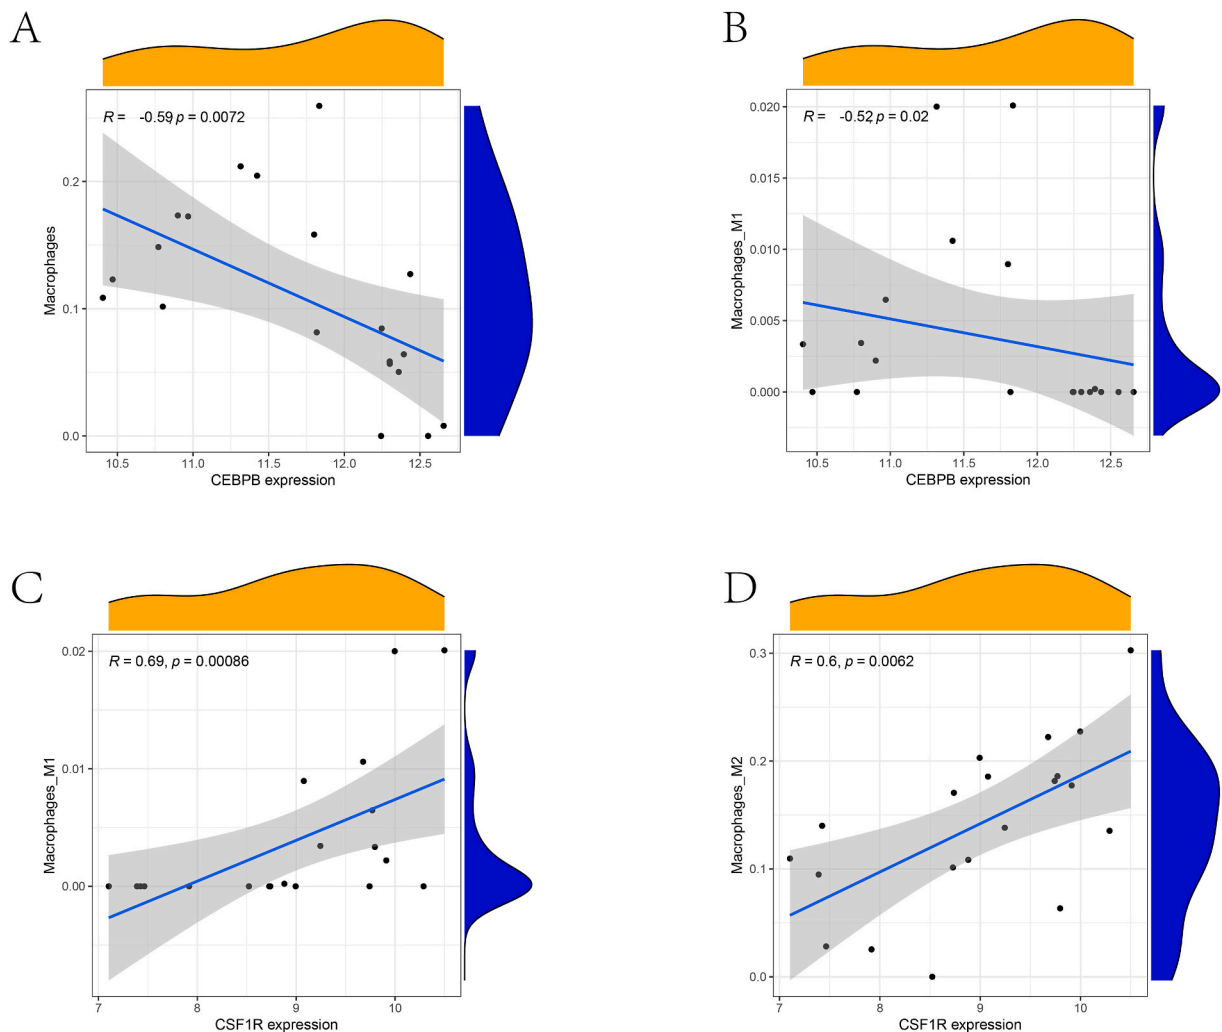 A
R = -0.59, p = 0.0072
Macrophages
0.2
0.1
0.0
10.5 11.0 11.5 12.0 12.5
CEBPB expression
B
R = -0.52, p = 0.02
Macrophages_M1
0.020
0.015
0.010
0.005
0.000
10.5 11.0 11.5 12.0 12.5
CEBPB expression
C
R = 0.69, p = 0.00086
Macrophages_M1
0.02
0.01
0.00
7 8 9 10
CSF1R expression
D
R = 0.6, p = 0.0062
Macrophages_M2
0.3
0.2
0.1
0.0
7 8 9 10
CSF1R expression